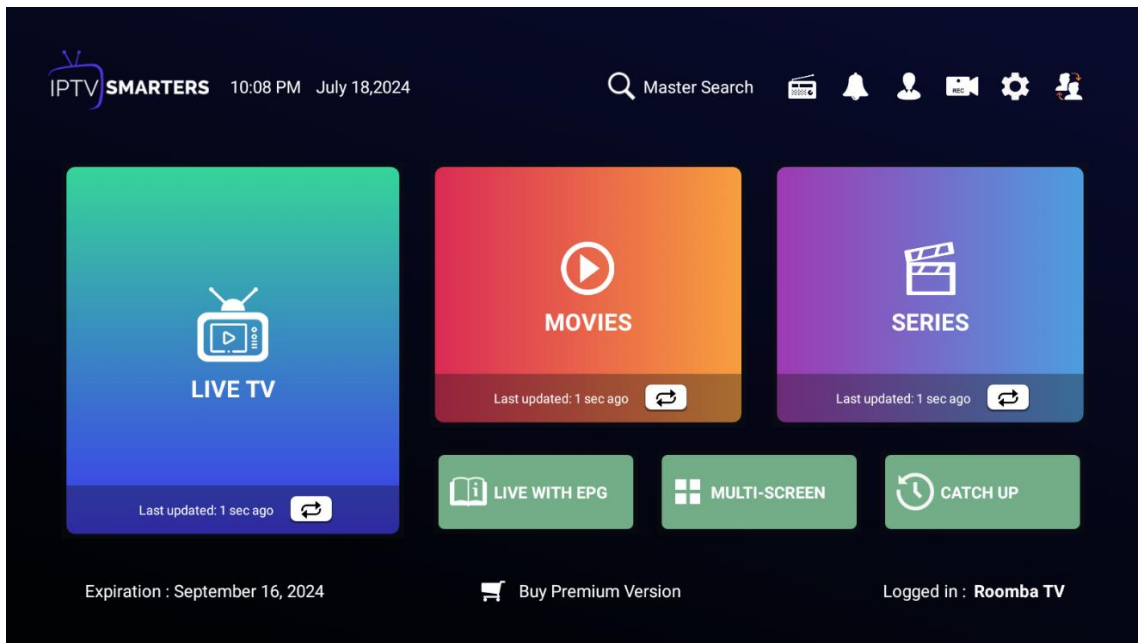 IPTV SMARTERS 10:08 PM July 18,2024 Master Search REC
LIVE TV
Last updated: 1 sec ago
MOVIES
Last updated: 1 sec ago
SERIES
Last updated: 1 sec ago
LIVE WITH EPG
MULTI-SCREEN
CATCH UP
Expiration : September 16, 2024
Buy Premium Version
Logged in : Roomba TV